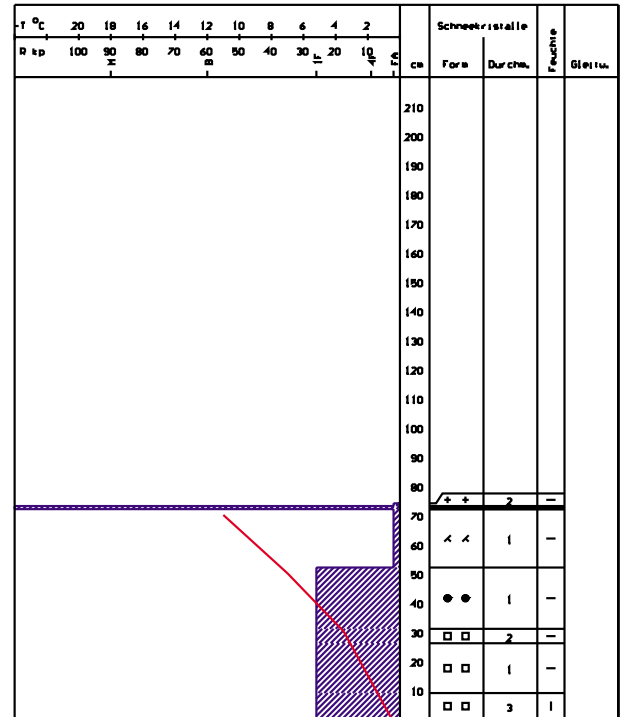 -T °C 20 18 16 14 12 10 8 6 4 2
Schneekristalle
R kp 100 90 80 70 60 50 40 30 20 10
M B 1F 4F FA
cm Form Durchm. Feuchte Gleitw.
210
200
190
180
170
160
150
140
130
120
110
100
90
80
+ + 2 —
70
60 1 —
50
40 ● ● 1 —
30 □ □ 2 —
20 □ □ 1 —
10
□ □ 3 I